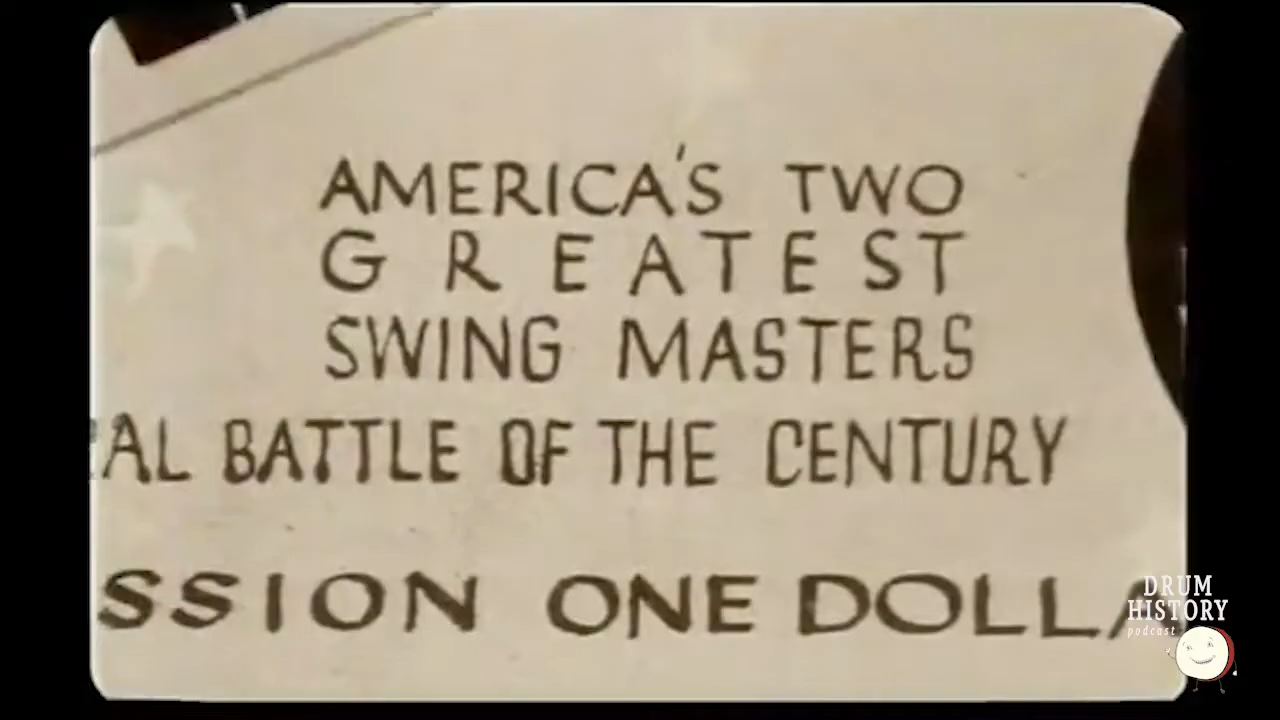 AMERICA'S TWO
GREATEST
SWING MASTERS
AL BATTLE OF THE CENTURY
SSION ONE DOLL
DRUM
HISTORY
podcast